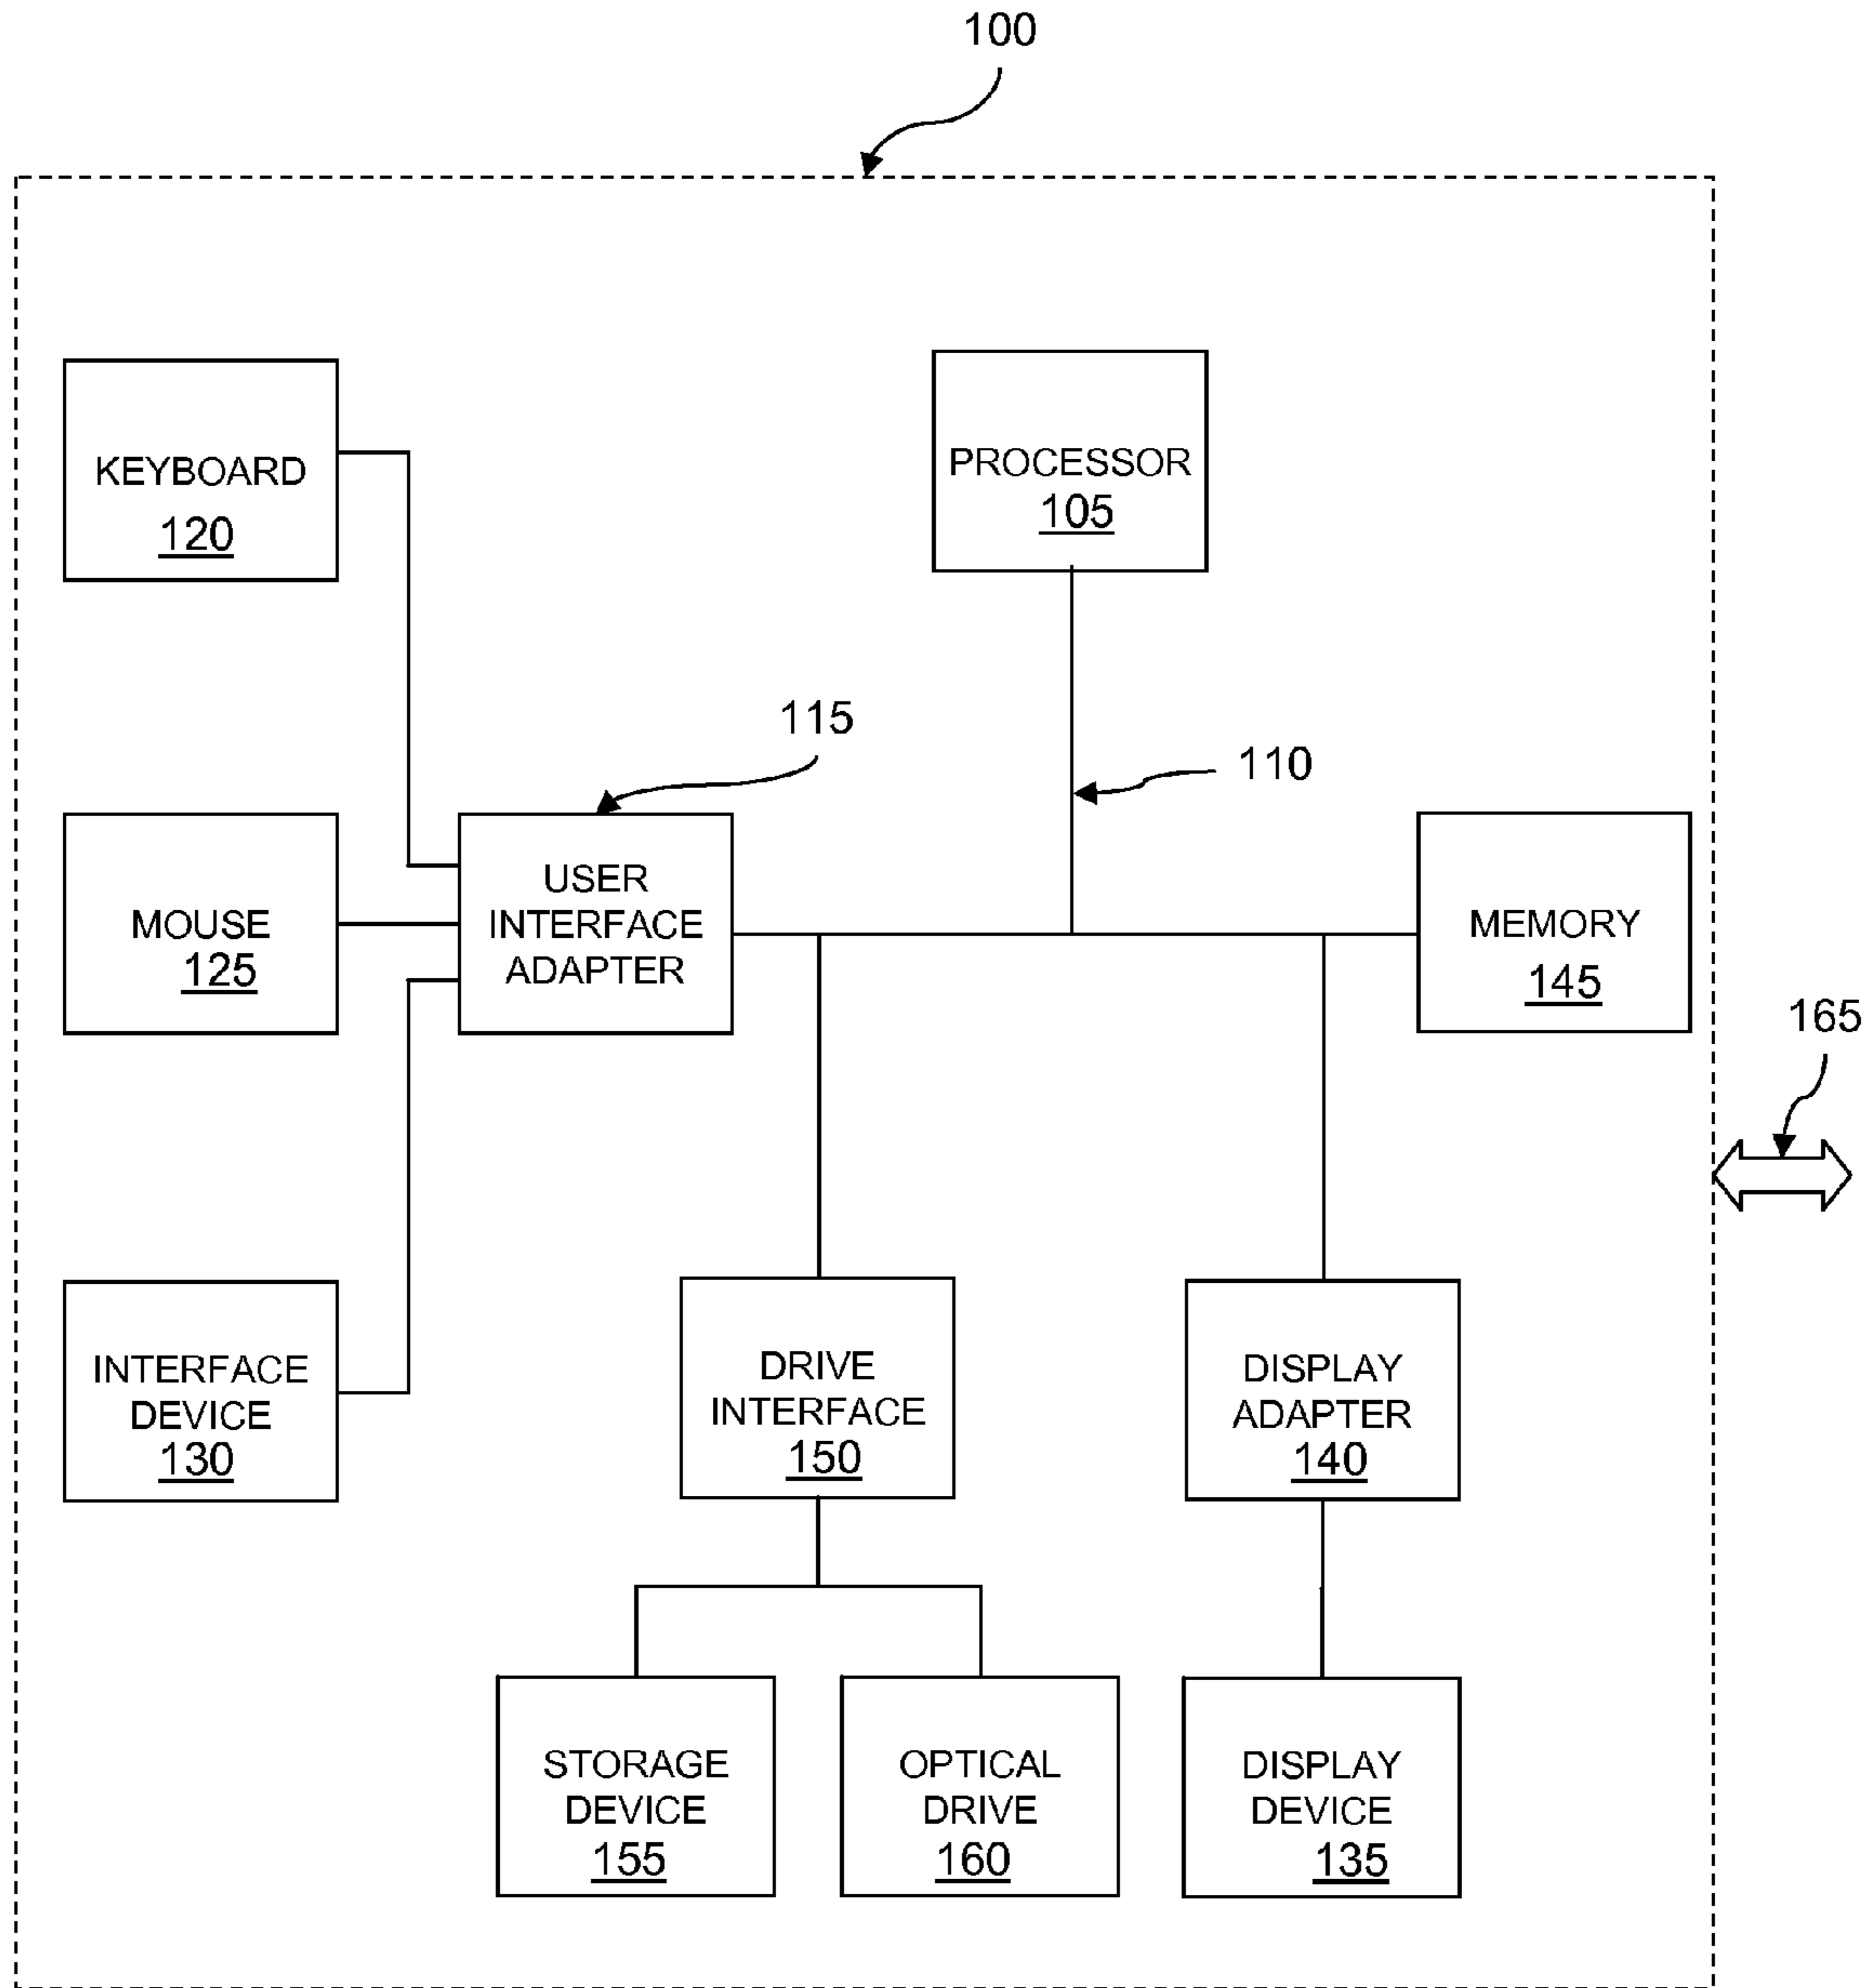 100
KEYBOARD
120
PROCESSOR
105
115
110
MOUSE
125
USER
INTERFACE
ADAPTER
MEMORY
145
165
INTERFACE
DEVICE
130
DRIVE
INTERFACE
150
DISPLAY
ADAPTER
140
STORAGE
DEVICE
155
OPTICAL
DRIVE
160
DISPLAY
DEVICE
135